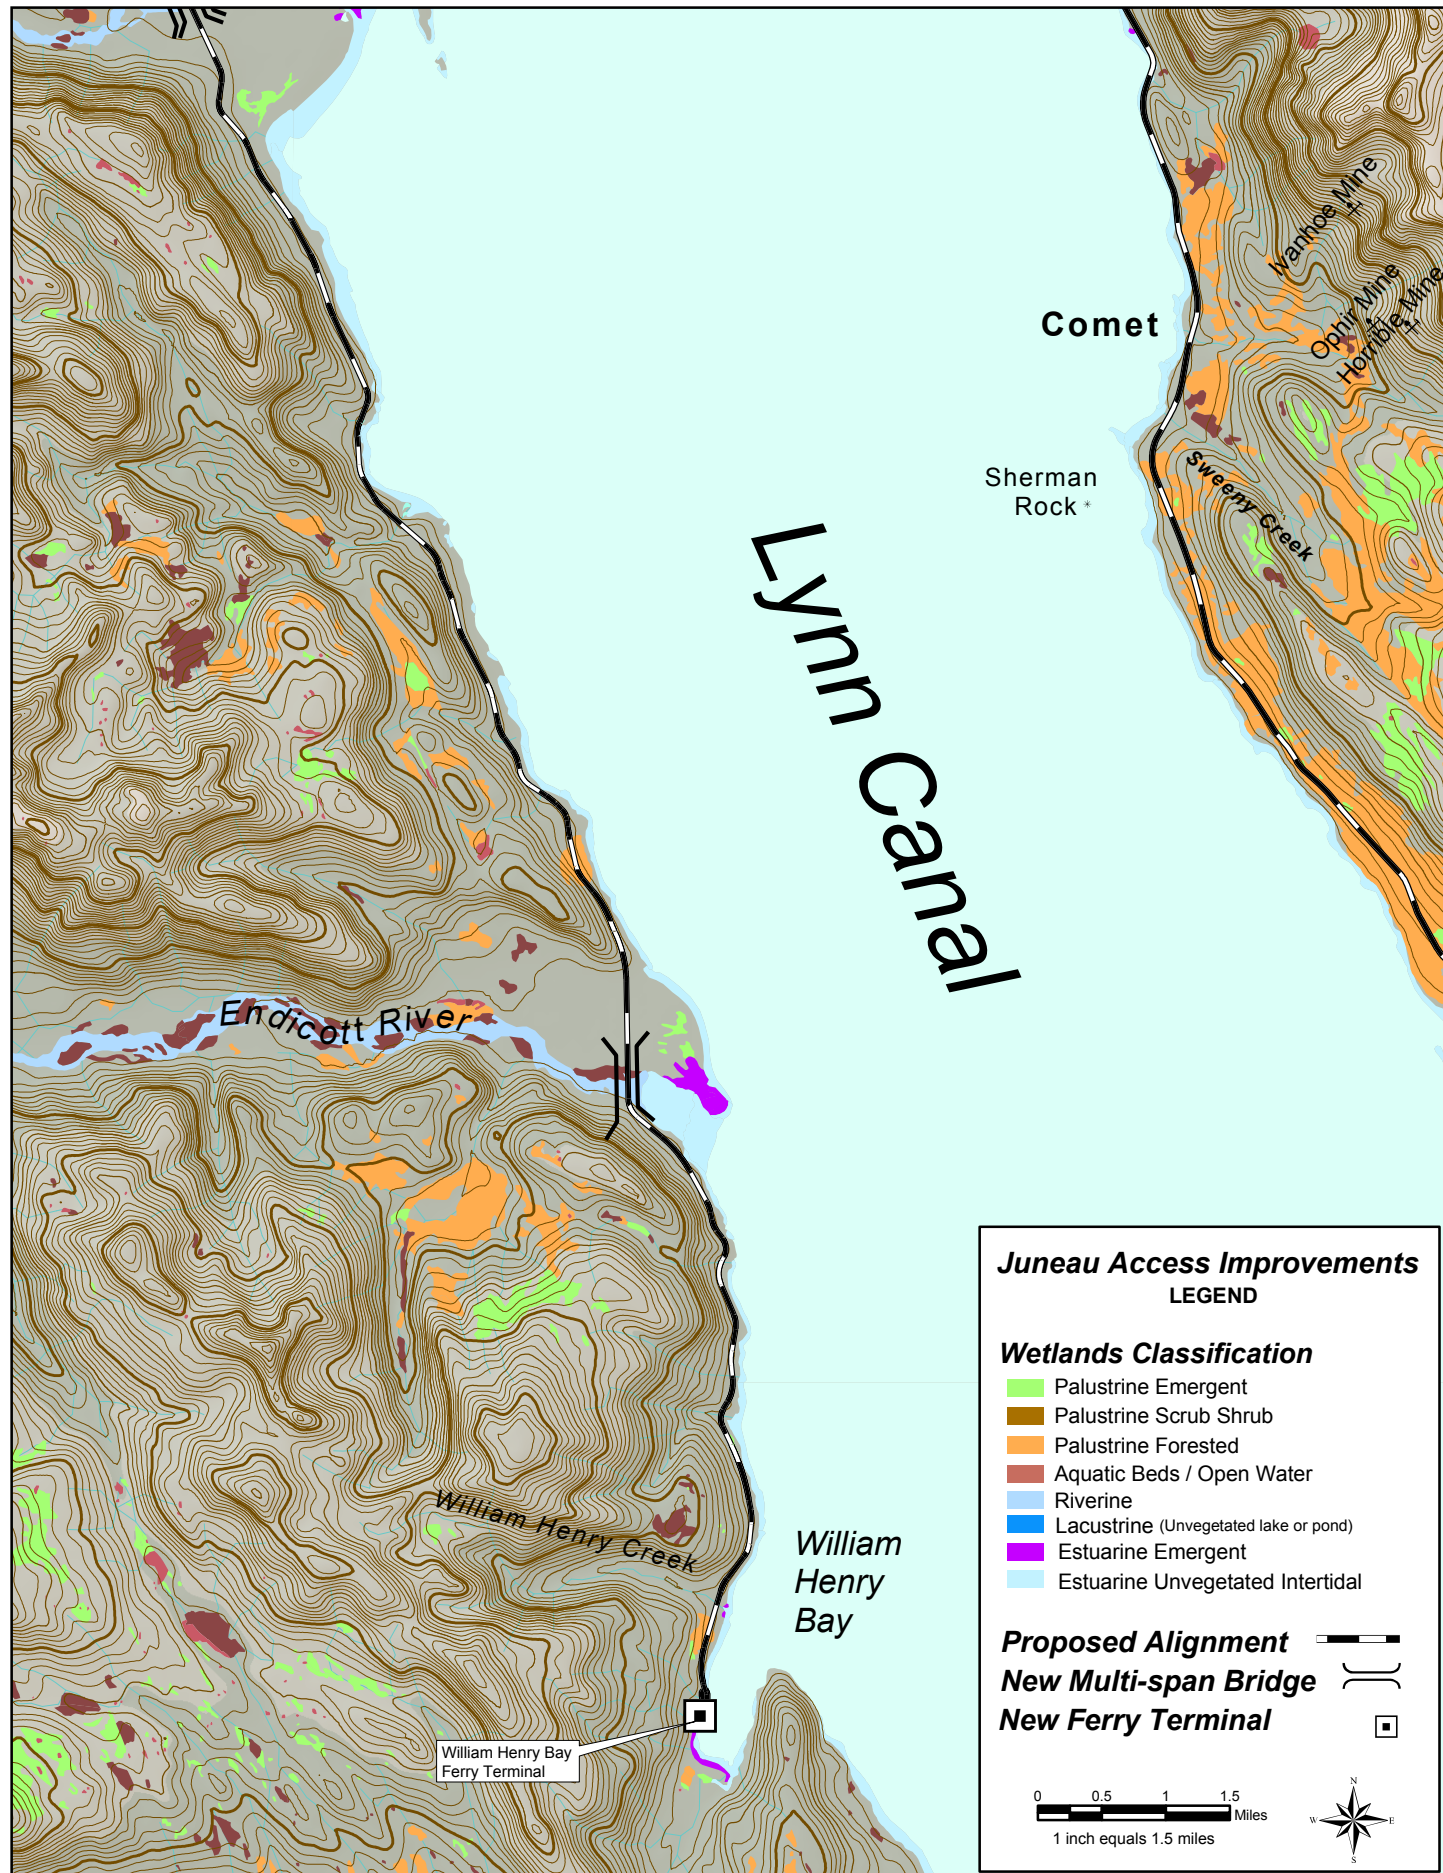 Ivanhoe Mine
Ophir Mine
Horrible Mine
Comet
Sherman
Rock
Sweeny Creek
Lynn Canal
Endicott River
William Henry Creek
William
Henry
Bay
William Henry Bay
Ferry Terminal
Juneau Access Improvements
LEGEND
Wetlands Classification
Palustrine Emergent
Palustrine Scrub Shrub
Palustrine Forested
Aquatic Beds / Open Water
Riverine
Lacustrine (Unvegetated lake or pond)
Estuarine Emergent
Estuarine Unvegetated Intertidal
Proposed Alignment
New Multi-span Bridge
New Ferry Terminal
0 0.5 1 1.5
Miles
1 inch equals 1.5 miles
N
W E
S